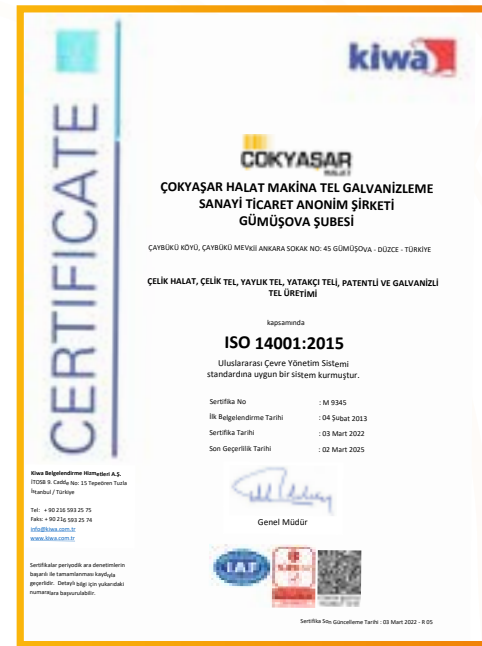 kiwa
CERTIFICATE
ÇOKYAŞAR
HALAT
ÇOKYAŞAR HALAT MAKİNA TEL GALVANİZLEME
SANAYİ TİCARET ANONİM ŞİRKETİ
GÜMÜŞOVA ŞUBESİ
ÇAYBÜKÜ KÖYÜ, ÇAYBÜKÜ MEVKİİ ANKARA SOKAK NO: 45 GÜMÜŞOVA - DÜZCE - TÜRKİYE
ÇELİK HALAT, ÇELİK TEL, YAYLIK TEL, YATAKÇI TELİ, PATENTLİ VE GALVANİZLİ
TEL ÜRETİMİ
kapsamında
ISO 14001:2015
Uluslararası Çevre Yönetim Sistemi
standardına uygun bir sistem kurmuştur.
Sertifika No : M 9345
İlk Belgelendirme Tarihi : 04 Şubat 2013
Sertifika Tarihi : 03 Mart 2022
Son Geçerlilik Tarihi : 02 Mart 2025
Genel Müdür
Kiwa Belgelendirme Hizmetleri A.Ş.
İTOSB 9. Cadde No: 15 Tepeören Tuzla
İstanbul / Türkiye
Tel: + 90 216 593 25 75
Faks: + 90 216 593 25 74
info@kiwa.com.tr
www.kiwa.com.tr
Sertifikalar periyodik ara denetimlerin
başarılı ile tamamlanması kaydıyla
geçerlidir. Detaylı bilgi için yukarıdaki
numaralara başvurulabilir.
IAF
Sertifika Son Güncelleme Tarihi : 03 Mart 2022 - R 05